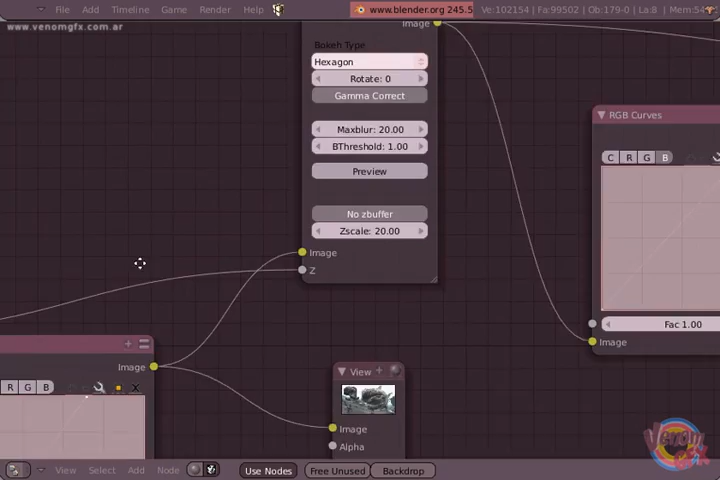 File Add Timeline Game Render Help www.blender.org 245.5 Ve:102154 | Fa:99502 | Ob:179-0 | La:8 | Mem:54
www.venomgfx.com.ar
Image
Bokeh Type
Hexagon
Rotate: 0
Gamma Correct
Maxblur: 20.00
BThreshold: 1.00
Preview
No zbuffer
Zscale: 20.00
Image
Z
RGB Curves
C R G B
Fac 1.00
Image
Image
R G B X
View
Image
Alpha
VenomGFX
View Select Add Node Use Nodes Free Unused Backdrop